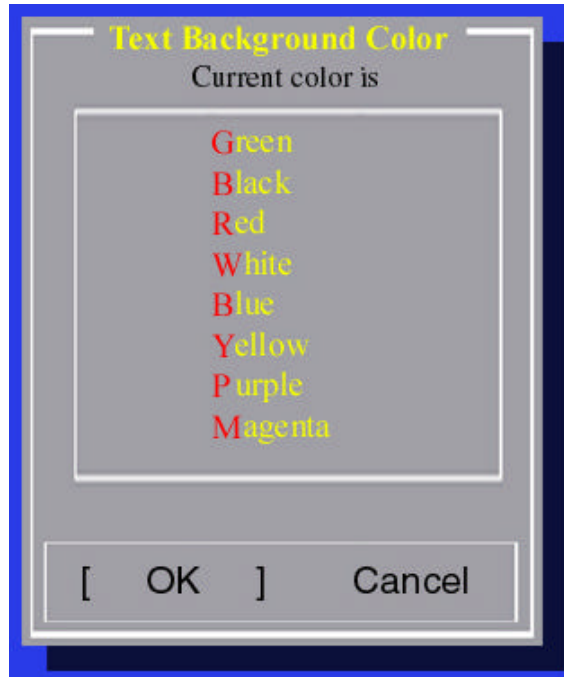 Text Background Color
Current color is
Green
Black
Red
White
Blue
Yellow
Purple
Magenta
[ OK ] Cancel